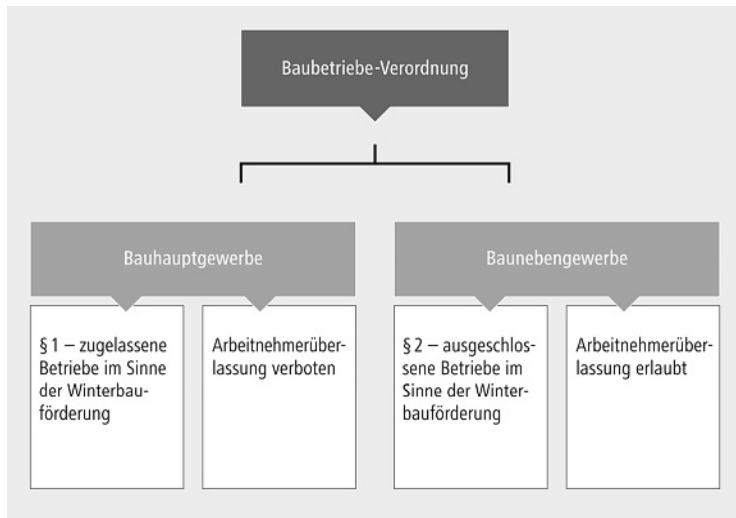 Baubetriebe-Verordnung
Bauhauptgewerbe
§ 1 – zugelassene
Betriebe im Sinne
der Winterbau-
förderung
Arbeitnehmerüber-
lassung verboten
Baunebengewerbe
§ 2 – ausgeschlos-
sene Betriebe im
Sinne der Winter-
bauförderung
Arbeitnehmerüber-
lassung erlaubt